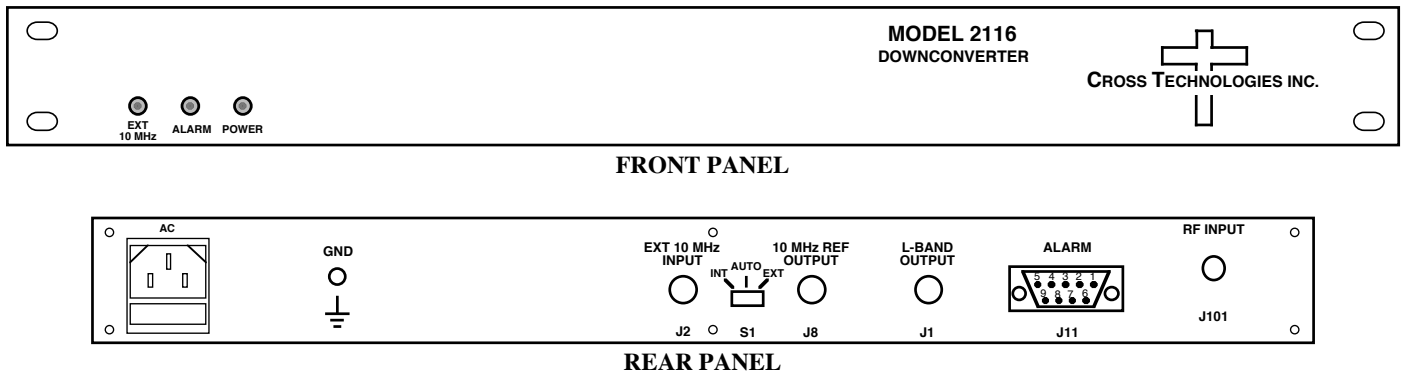 MODEL 2116
DOWNCONVERTER
CROSS TECHNOLOGIES INC.
EXT
10 MHz
ALARM
POWER
FRONT PANEL
AC
GND
EXT 10 MHz
INPUT
INT
AUTO
EXT
10 MHz REF
OUTPUT
L-BAND
OUTPUT
ALARM
RF INPUT
5 4 3 2 1
9 8 7 6
J2
S1
J8
J1
J11
J101
REAR PANEL